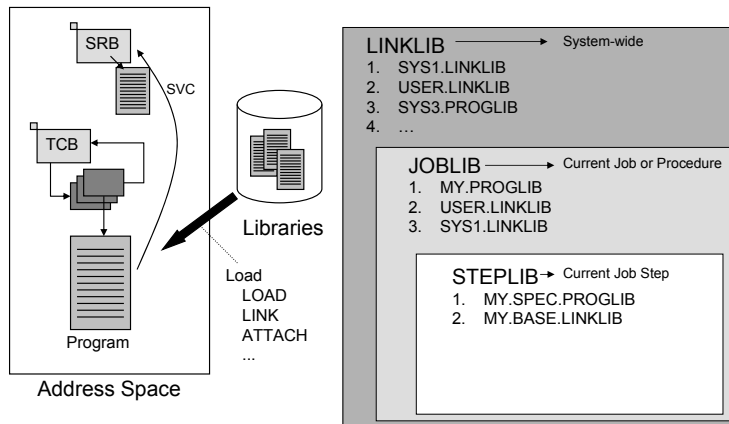 SRB
SVC
TCB
Program
Address Space
Libraries
Load
LOAD
LINK
ATTACH
...
LINKLIB System-wide
1. SYS1.LINKLIB
2. USER.LINKLIB
3. SYS3.PROGLIB
4. ...
JOBLIB Current Job or Procedure
1. MY.PROGLIB
2. USER.LINKLIB
3. SYS1.LINKLIB
STEPLIB Current Job Step
1. MY.SPEC.PROGLIB
2. MY.BASE.LINKLIB